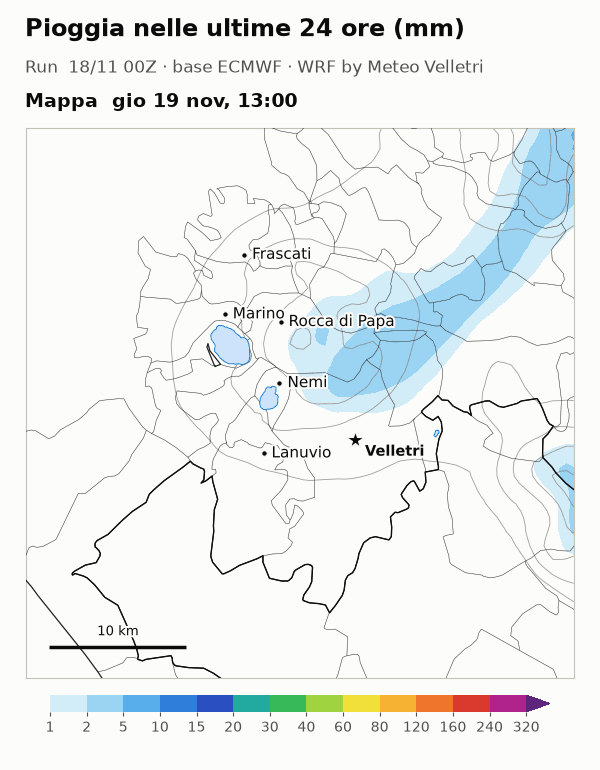 Pioggia nelle ultime 24 ore (mm)
Run 18/11 00Z · base ECMWF · WRF by Meteo Velletri
Mappa gio 19 nov, 13:00
Frascati
Marino
Rocca di Papa
Nemi
Lanuvio
Velletri
10 km
1 2 5 10 15 20 30 40 60 80 120 160 240 320